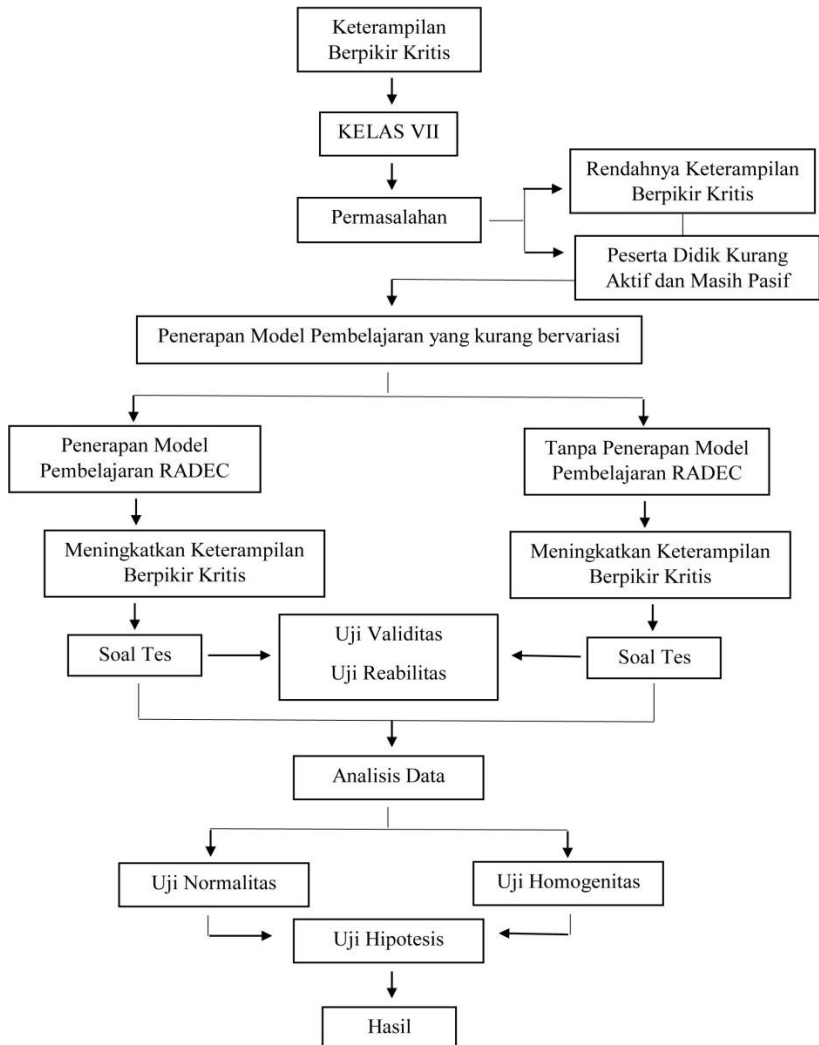 Keterampilan
Berpikir Kritis
KELAS VII
Permasalahan
Rendahnya Keterampilan
Berpikir Kritis
Peserta Didik Kurang
Aktif dan Masih Pasif
Penerapan Model Pembelajaran yang kurang bervariasi
Penerapan Model
Pembelajaran RADEC
Tanpa Penerapan Model
Pembelajaran RADEC
Meningkatkan Keterampilan
Berpikir Kritis
Meningkatkan Keterampilan
Berpikir Kritis
Soal Tes
Uji Validitas
Uji Reabilitas
Soal Tes
Analisis Data
Uji Normalitas
Uji Homogenitas
Uji Hipotesis
Hasil